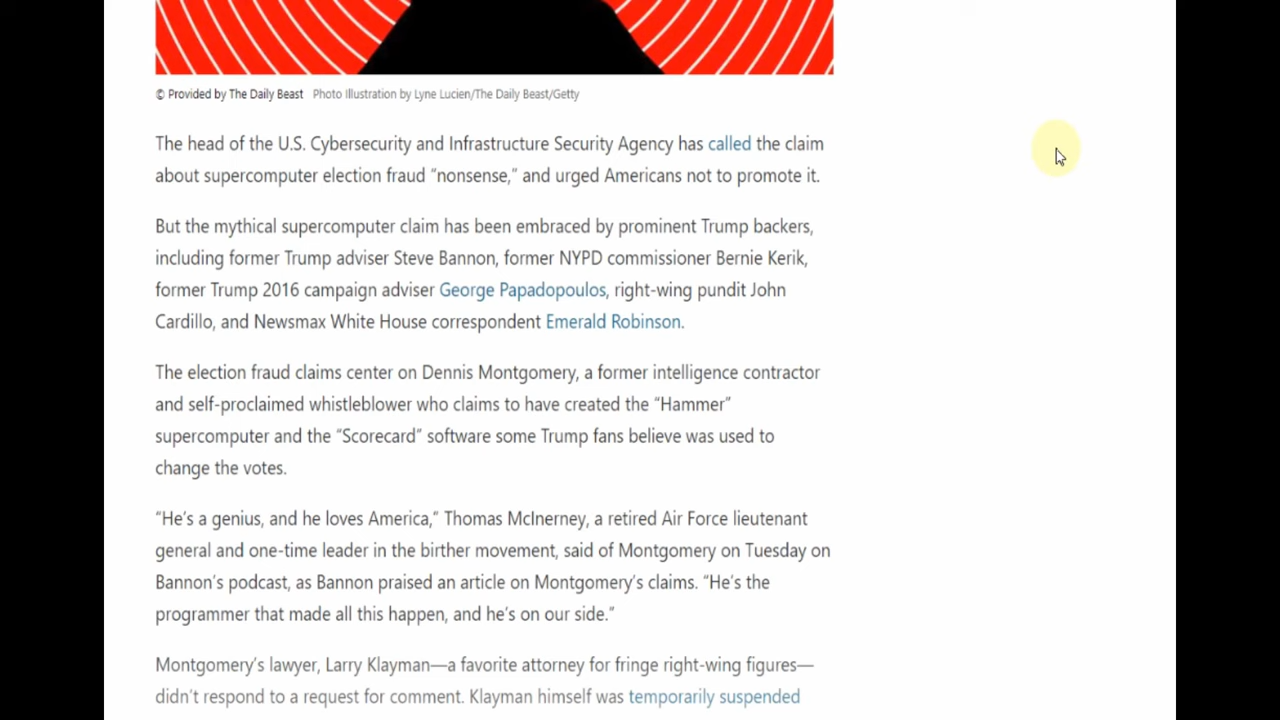 © Provided by The Daily Beast Photo Illustration by Lyne Lucien/The Daily Beast/Getty
The head of the U.S. Cybersecurity and Infrastructure Security Agency has called the claim
about supercomputer election fraud “nonsense,” and urged Americans not to promote it.
But the mythical supercomputer claim has been embraced by prominent Trump backers,
including former Trump adviser Steve Bannon, former NYPD commissioner Bernie Kerik,
former Trump 2016 campaign adviser George Papadopoulos, right-wing pundit John
Cardillo, and Newsmax White House correspondent Emerald Robinson.
The election fraud claims center on Dennis Montgomery, a former intelligence contractor
and self-proclaimed whistleblower who claims to have created the “Hammer”
supercomputer and the “Scorecard” software some Trump fans believe was used to
change the votes.
“He’s a genius, and he loves America,” Thomas McInerney, a retired Air Force lieutenant
general and one-time leader in the birther movement, said of Montgomery on Tuesday on
Bannon’s podcast, as Bannon praised an article on Montgomery’s claims. “He’s the
programmer that made all this happen, and he’s on our side.”
Montgomery’s lawyer, Larry Klayman—a favorite attorney for fringe right-wing figures—
didn’t respond to a request for comment. Klayman himself was temporarily suspended